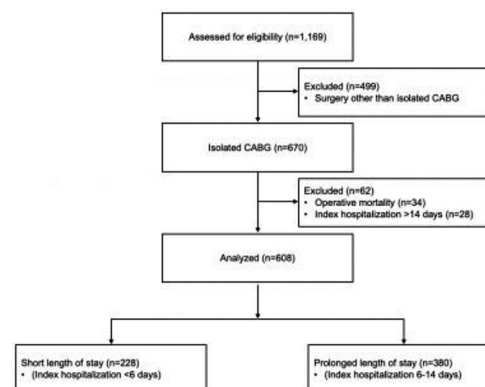 Assessed for eligibility (n=1,169)
Excluded (n=499)
• Surgery other than isolated CABG
Isolated CABG (n=670)
Excluded (n=62)
• Operative mortality (n=34)
• Index hospitalization >14 days (n=28)
Analyzed (n=608)
Short length of stay (n=228)
• (Index hospitalization <6 days)
Prolonged length of stay (n=380)
• (Index hospitalization 6-14 days)